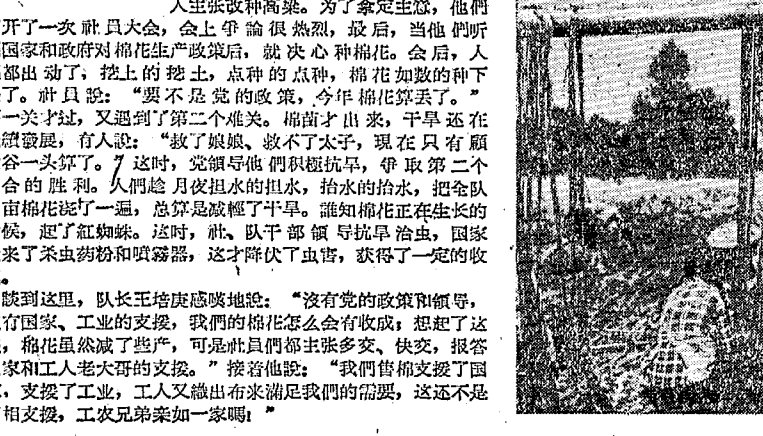 人主张改种高粱。为了拿定主意，他們
开了一次社員大会，会上爭論很热烈，最后，当他們听
国家和政府对棉花生产政策后，就决心种棉花。会后，人
都出动了，挖土的挖土，点种的点种，棉花如数的种下
了。社員說：“要不是党的政策，今年棉花算丢了。”
一关才过，又遇到了第二个难关。棉苗才出来，干旱还在
續發展，有人說：“救了娘娘、救不了太子，現在只有顧
谷一头算了。”这时，党領导他們积極抗旱，爭取第二个
合的胜利。人們趁月夜担水的担水，抬水的抬水，把全队
亩棉花浇了一遍，总算是减輕了干旱。誰知棉花正在生长的
候，起了紅蜘蛛。这时，社、队干部領导抗旱治虫，国家
来了杀虫药粉和喷霧器，这才降伏了虫害，获得了一定的收
。
談到这里，队长王培庚感嘆地說：“沒有党的政策和領导，
有国家、工业的支援，我們的棉花怎么会有收成；想起了这
，棉花虽然减了些产，可是社員們都主张多交、快交，报答
家和工人老大哥的支援。”接着他說：“我們售棉支援了国
，支援了工业，工人又織出布来滿足我們的需要，这还不是
相支援，工农兄弟亲如一家嗎！”